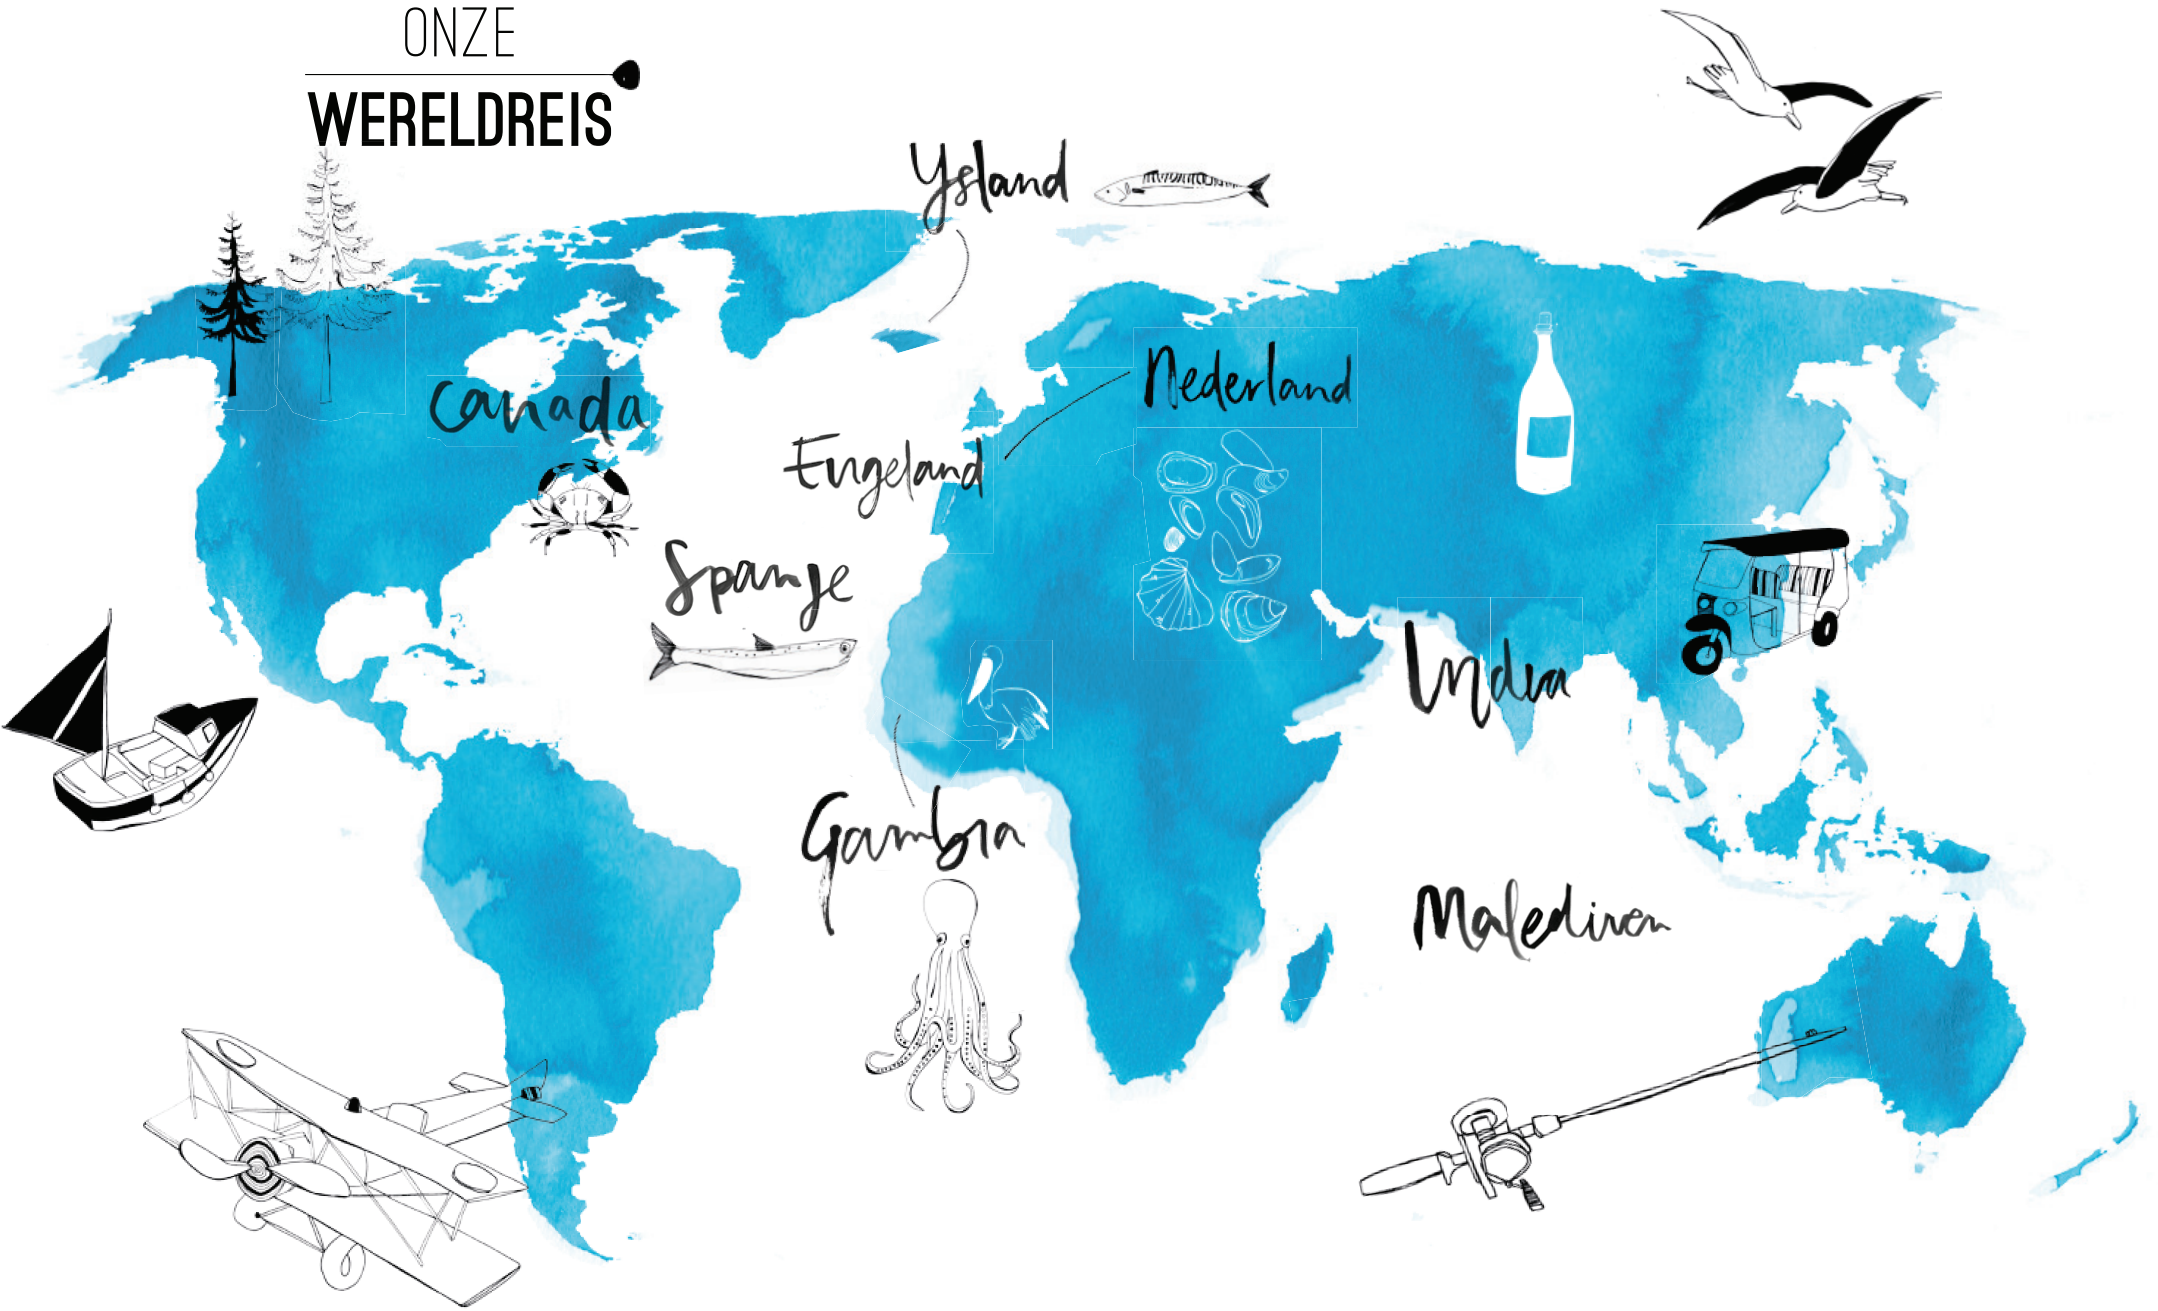 ONZE
WERELDREIS
Ysland
Nederland
Canada
Engeland
Spanje
India
Gambia
Malediven